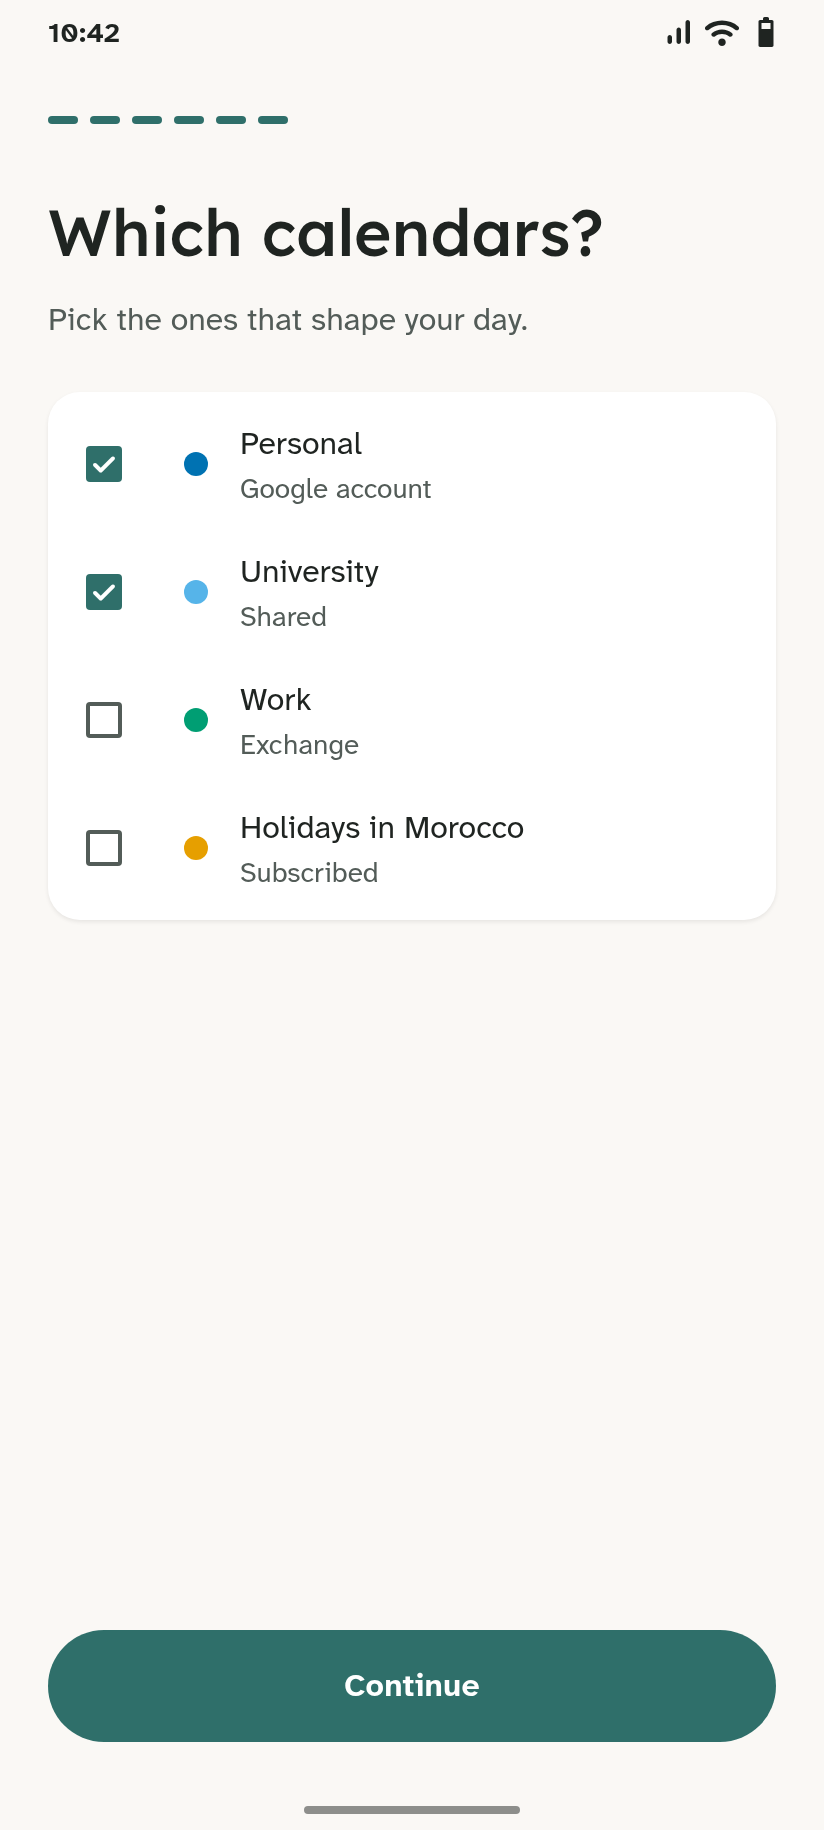 10:42
Which calendars?
Pick the ones that shape your day.
Personal
Google account
University
Shared
Work
Exchange
Holidays in Morocco
Subscribed
Continue